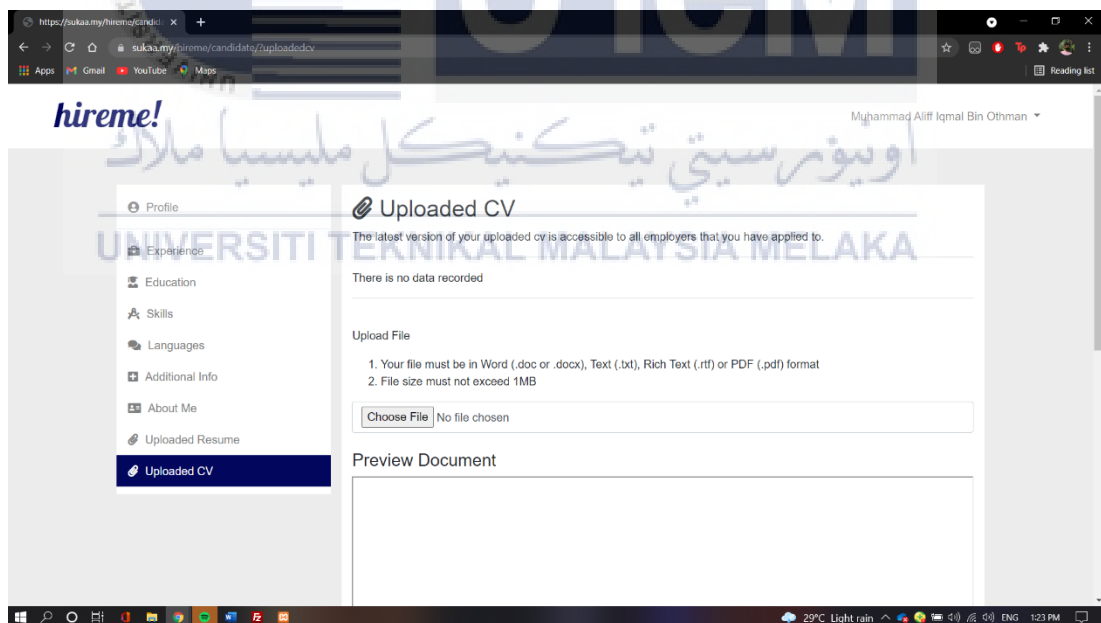 https://sukaa.my/hireme/candid
sukaa.my/hireme/candidate/?uploadedcv
Apps Gmail YouTube Maps Reading list
hireme!
Muhammad Aliff Iqmal Bin Othman
اونيۏرسيتي تيكنيكل مليسيا ملاك
UNIVERSITI TEKNIKAL MALAYSIA MELAKA
Profile
Experience
Education
Skills
Languages
Additional Info
About Me
Uploaded Resume
Uploaded CV
Uploaded CV
The latest version of your uploaded cv is accessible to all employers that you have applied to.
There is no data recorded
Upload File
1. Your file must be in Word (.doc or .docx), Text (.txt), Rich Text (.rtf) or PDF (.pdf) format
2. File size must not exceed 1MB
Choose File No file chosen
Preview Document
29°C Light rain ENG 1:23 PM